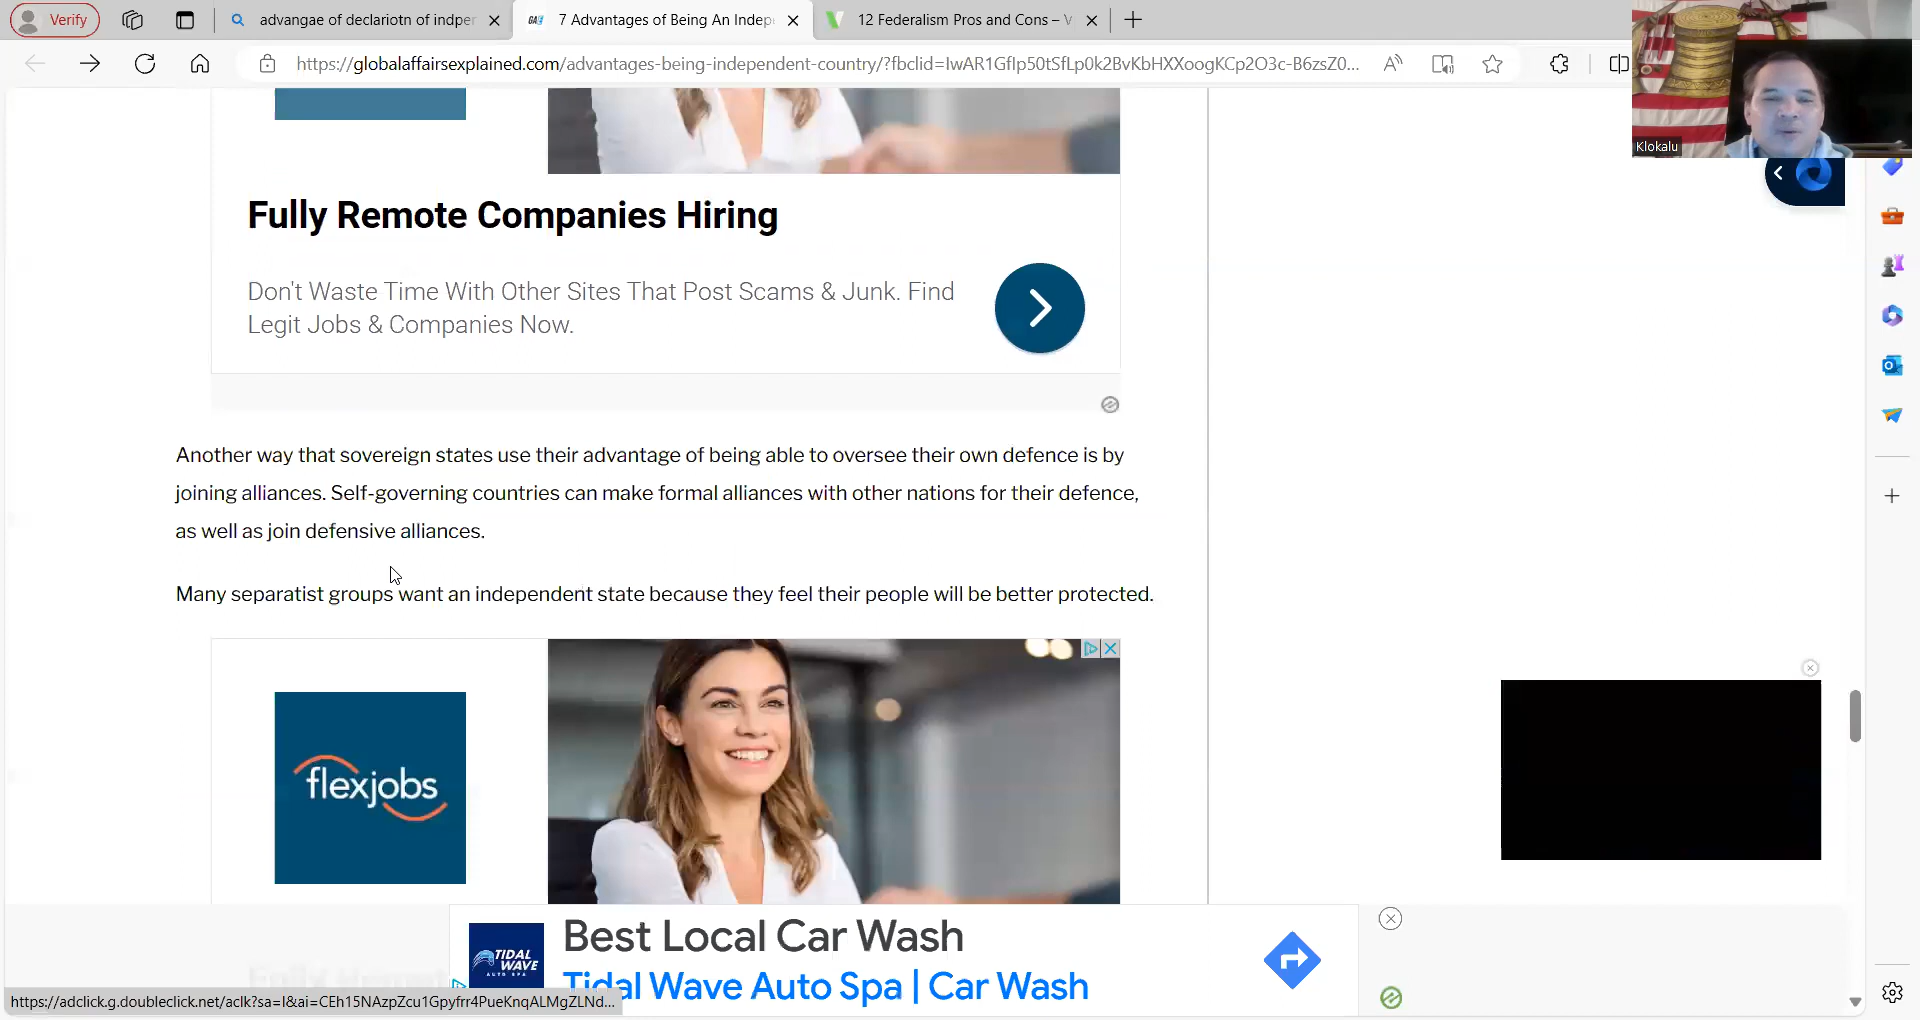 Verify
advangae of declariotn of indper
7 Advantages of Being An Indep
12 Federalism Pros and Cons – V
https://globalaffairsexplained.com/advantages-being-independent-country/?fbclid=IwAR1GfIp50tSfLp0k2BvKbHXXoogKCp2O3c-B6zsZ0...
Klokalu
Fully Remote Companies Hiring
Don't Waste Time With Other Sites That Post Scams & Junk. Find
Legit Jobs & Companies Now.
Another way that sovereign states use their advantage of being able to oversee their own defence is by
joining alliances. Self-governing countries can make formal alliances with other nations for their defence,
as well as join defensive alliances.
Many separatist groups want an independent state because they feel their people will be better protected.
flexjobs
Best Local Car Wash
TIDAL
WAVE
AUTO SPA
Tidal Wave Auto Spa | Car Wash
https://adclick.g.doubleclick.net/aclk?sa=l&ai=CEh15NAzpZcu1Gpyfrr4PueKnqALMgZLNd...